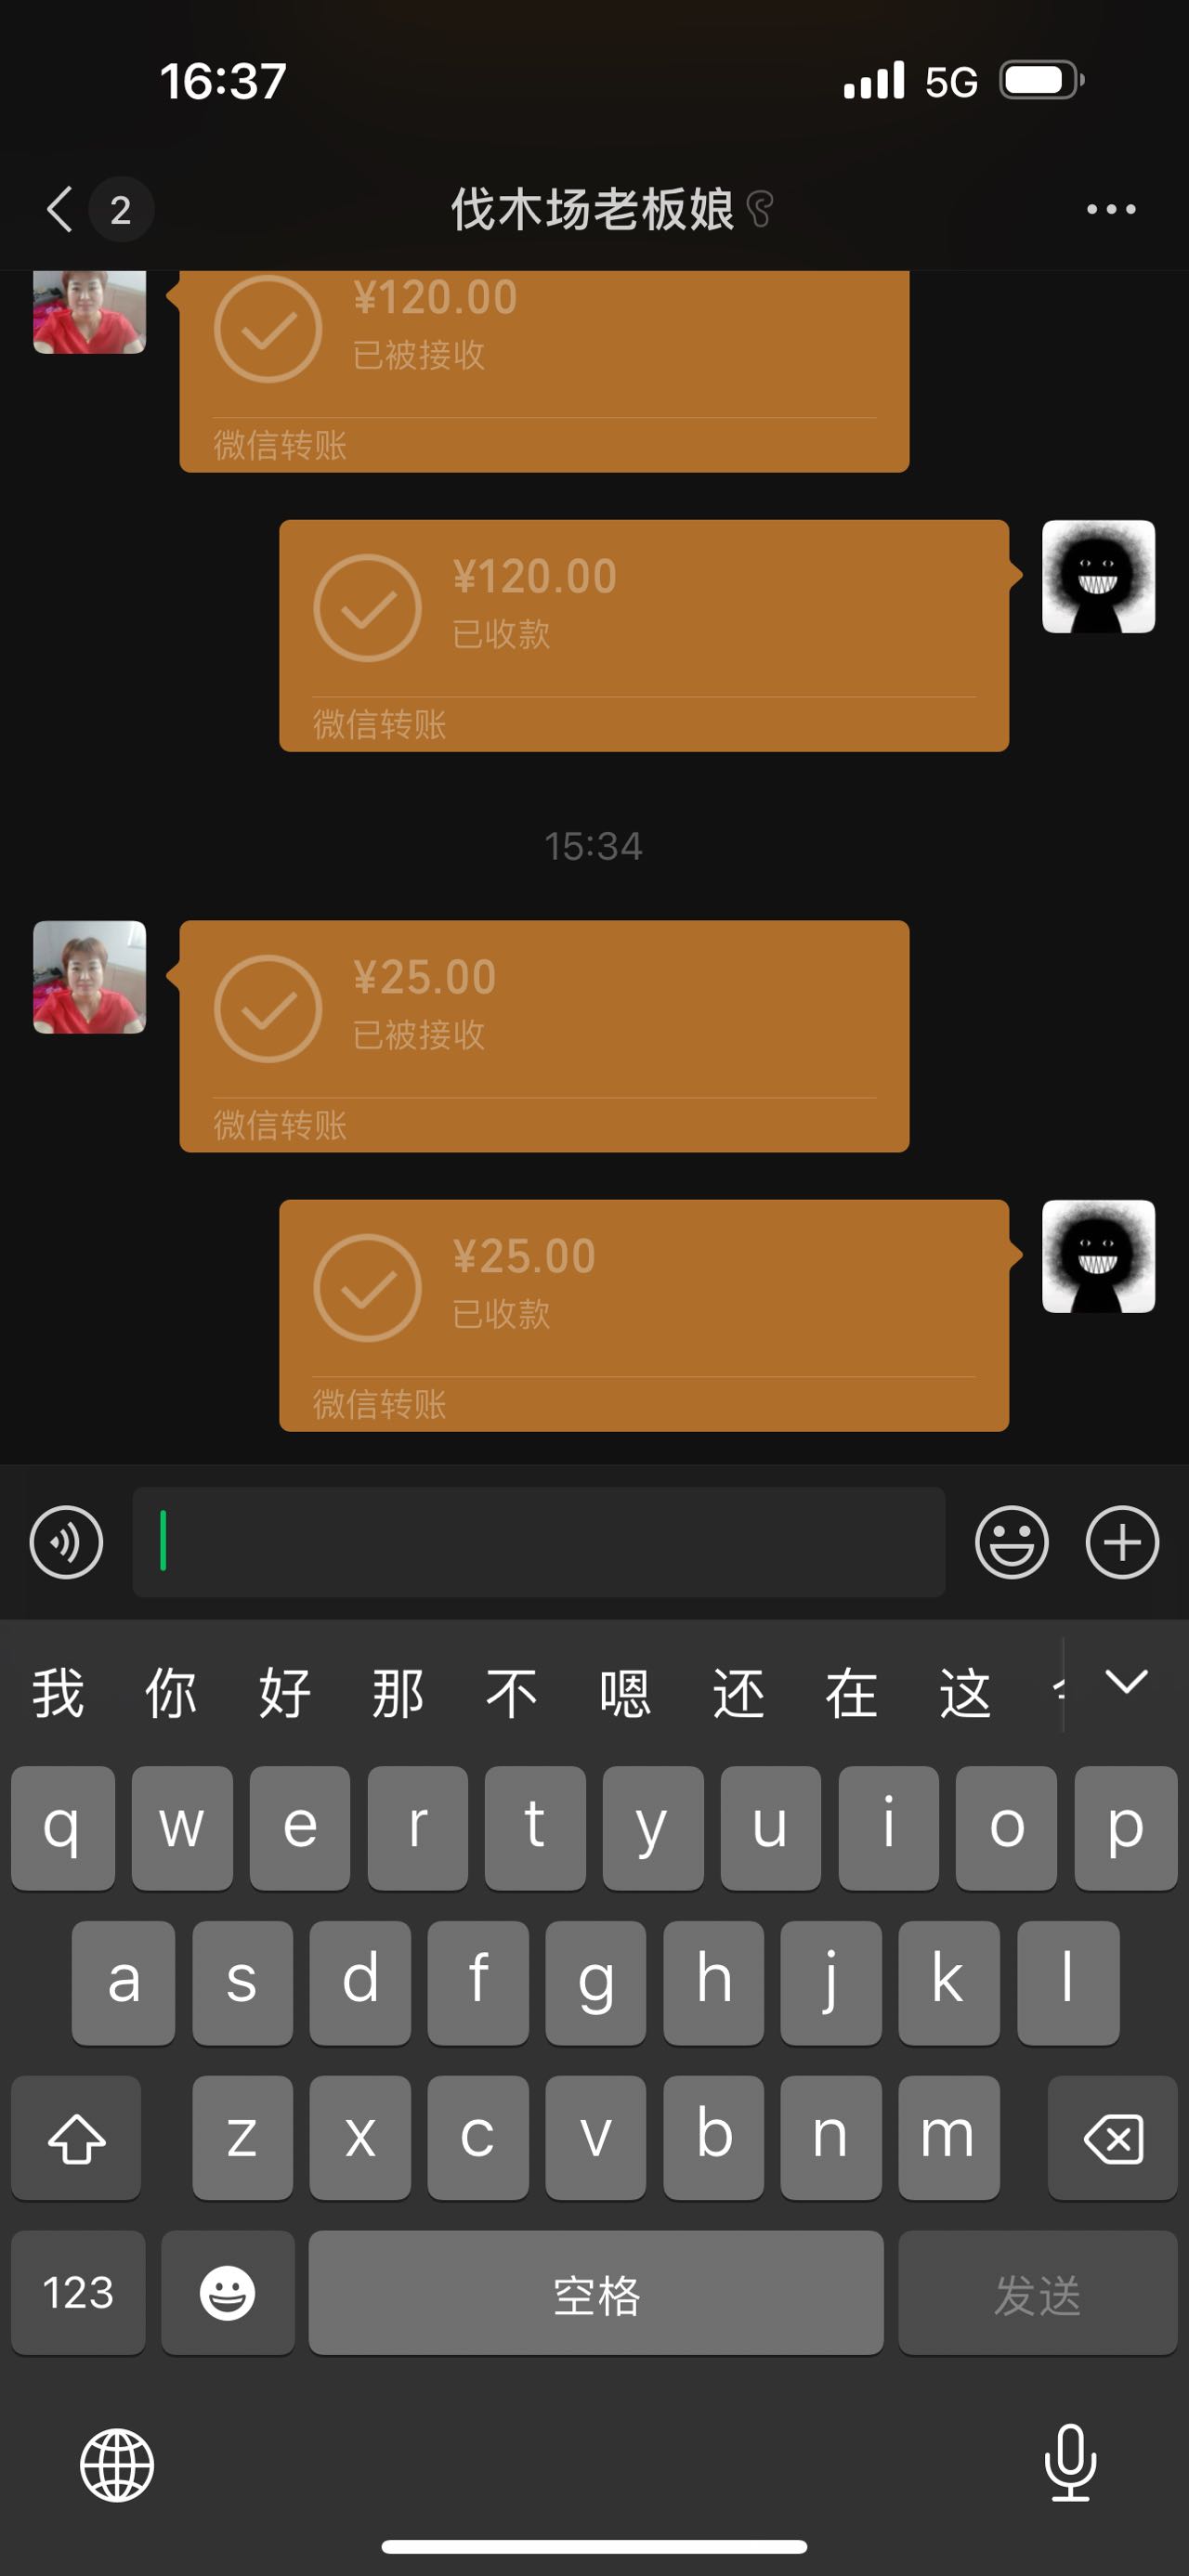 16:37
5G
2
伐木场老板娘
¥120.00
已被接收
微信转账
¥120.00
已收款
微信转账
15:34
¥25.00
已被接收
微信转账
¥25.00
已收款
微信转账
我 你 好 那 不 嗯 还 在 这
q w e r t y u i o p
a s d f g h j k l
z x c v b n m
123 空格 发送